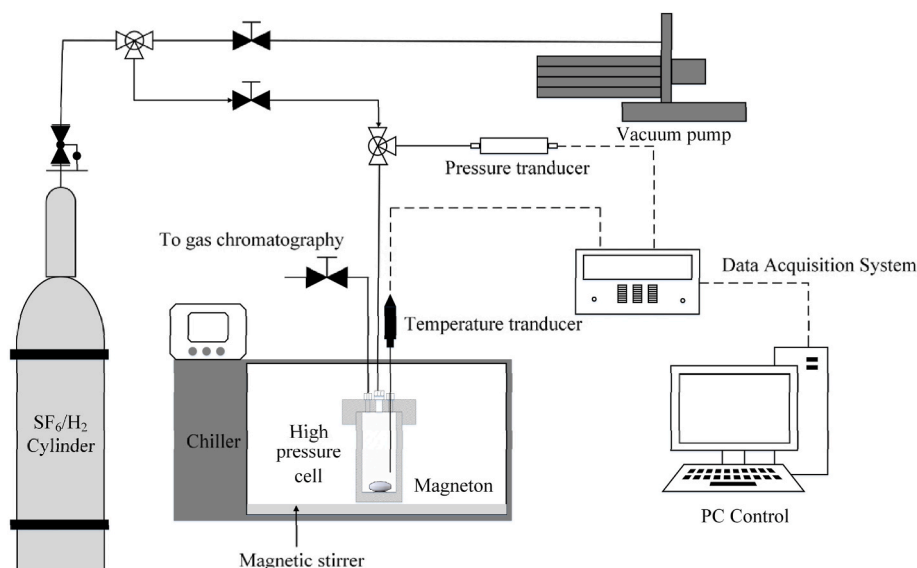 Vacuum pump
Pressure tranducer
To gas chromatography
Data Acquisition System
Temperature tranducer
SF₆/H₂
Cylinder
Chiller
High
pressure
cell
Magneton
PC Control
Magnetic stirrer